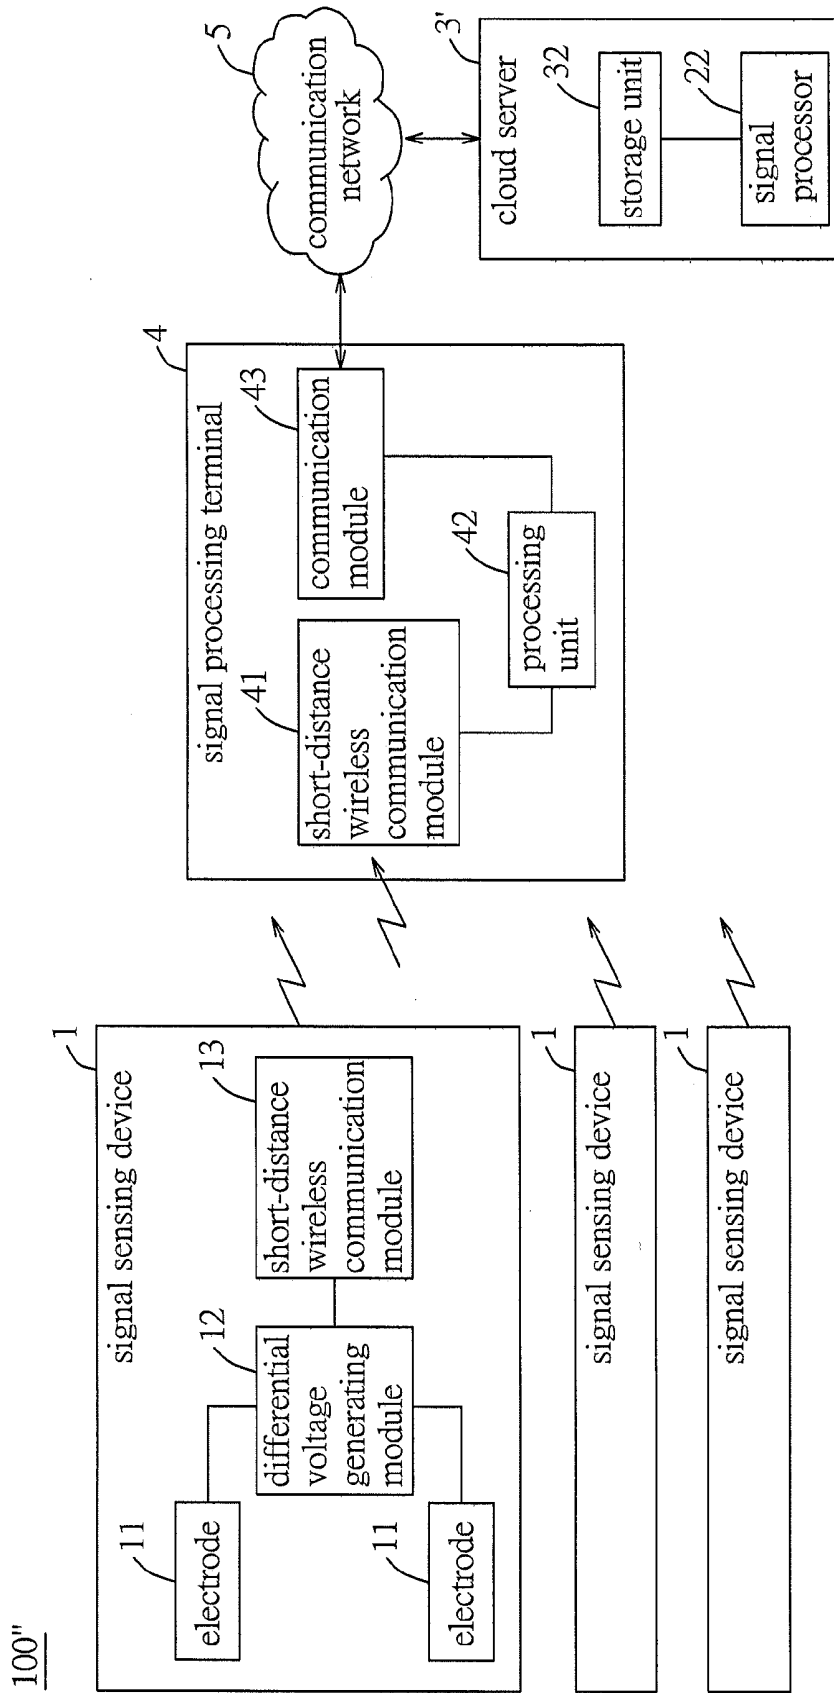 100"
1
signal sensing device
11
electrode
11
electrode
12
differential
voltage
generating
module
13
short-distance
wireless
communication
module
1
signal sensing device
1
signal sensing device
4
signal processing terminal
41
short-distance
wireless
communication
module
42
processing
unit
43
communication
module
5
communication
network
3'
cloud server
32
storage unit
22
signal
processor